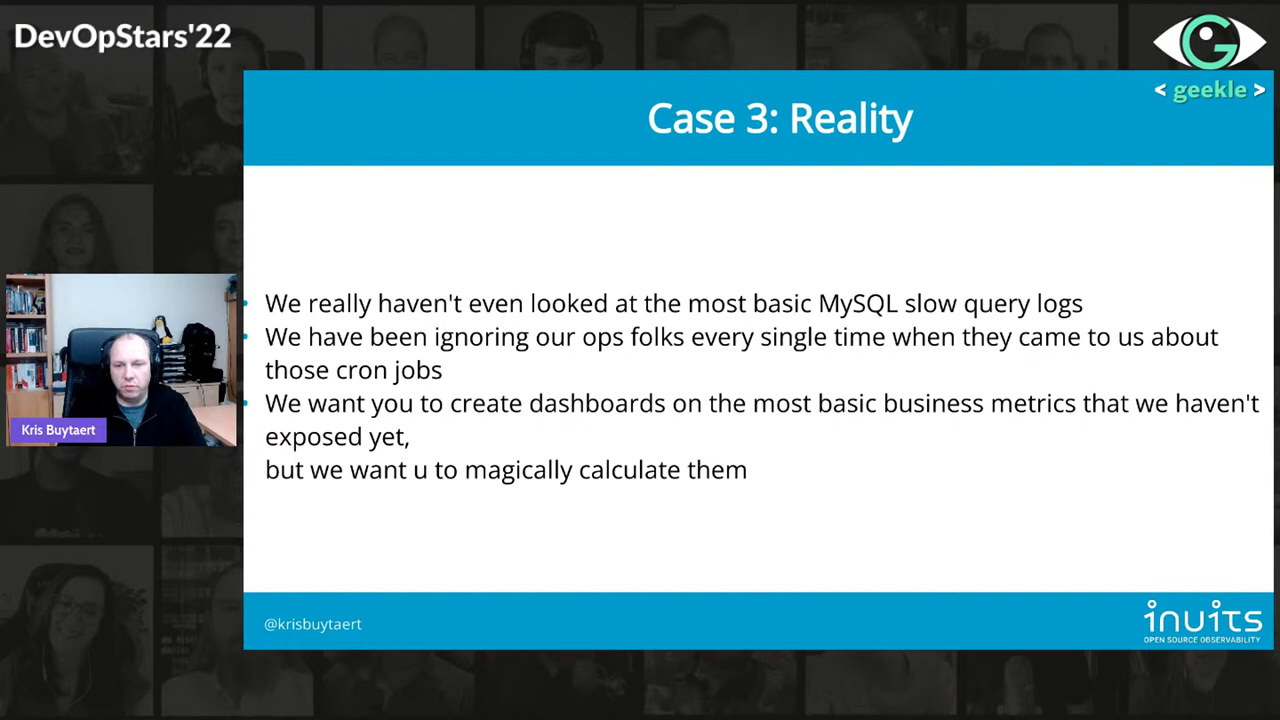 DevOpStars'22
G
< geekle >
Case 3: Reality
We really haven't even looked at the most basic MySQL slow query logs
We have been ignoring our ops folks every single time when they came to us about
those cron jobs
We want you to create dashboards on the most basic business metrics that we haven't
exposed yet,
but we want u to magically calculate them
Kris Buytaert
@krisbuytaert
inuits
OPEN SOURCE OBSERVABILITY